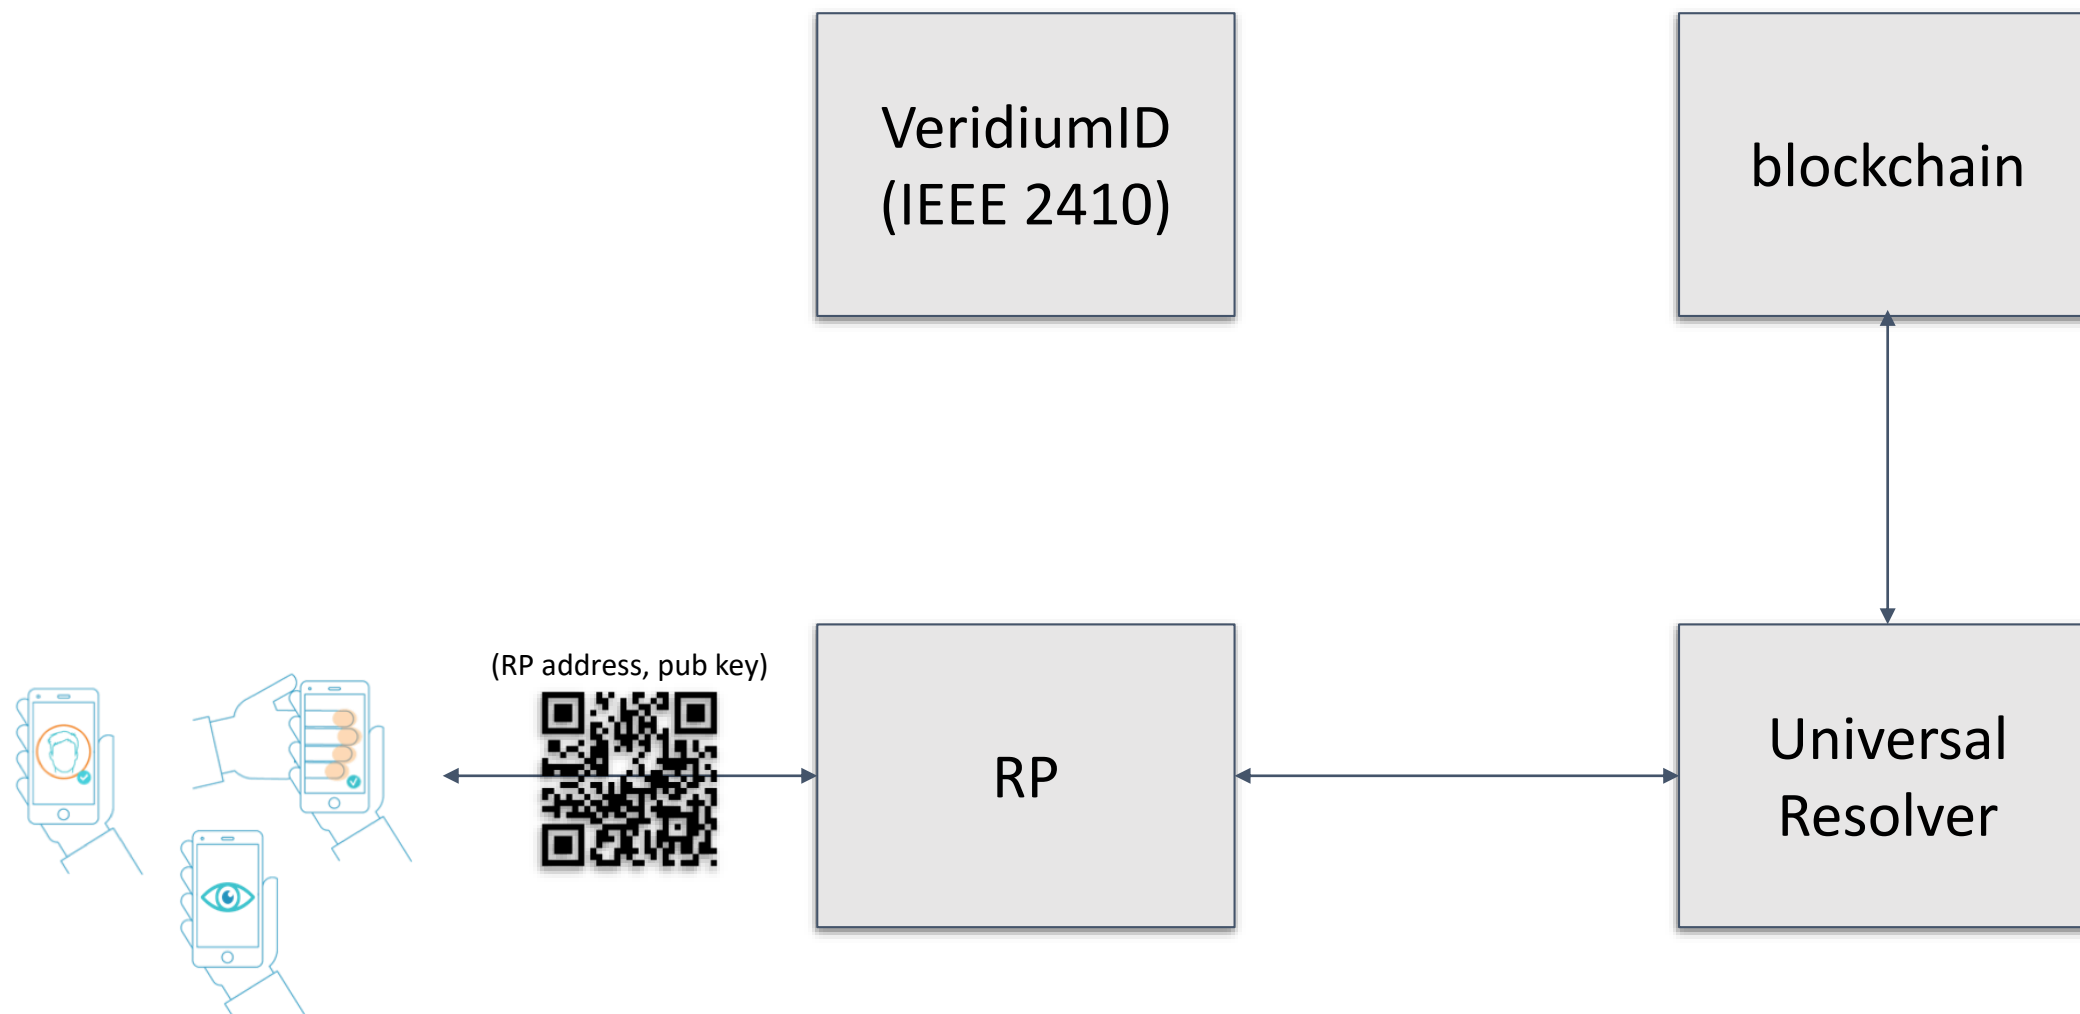 VeridiumID
(IEEE 2410)
blockchain
(RP address, pub key)
RP
Universal
Resolver